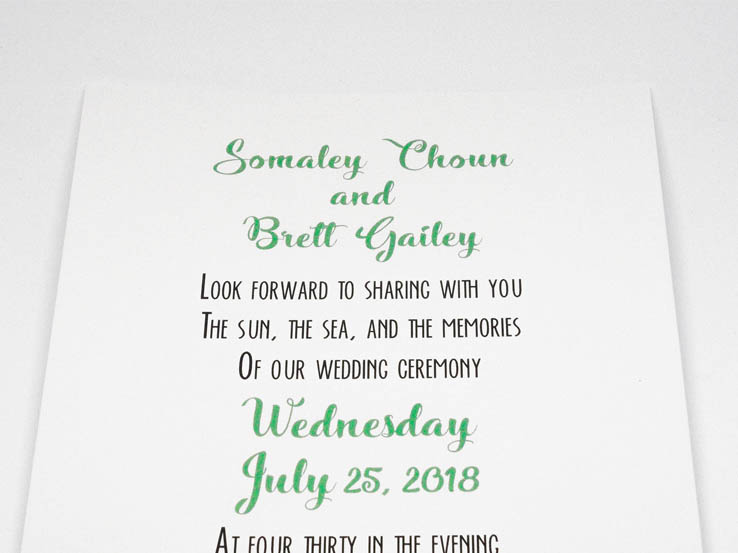 Somaley Choun
and
Brett Gailey
Look forward to sharing with you
The sun, the sea, and the memories
Of our wedding ceremony
Wednesday
July 25, 2018
At four thirty in the evening